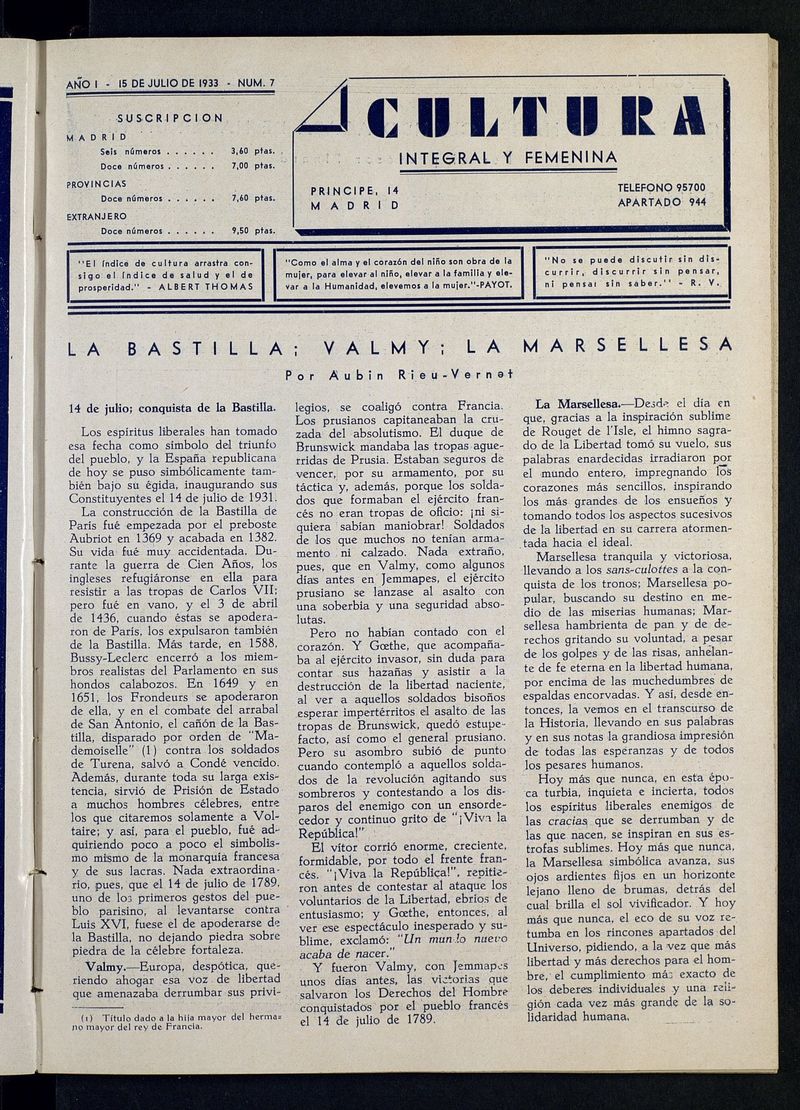 AÑO I - 15 DE JULIO DE 1933 - NUM. 7
SUSCRIPCION
MADRID
Seis números . . . . . . 3,60 ptas.
Doce números . . . . . . 7,00 ptas.
PROVINCIAS
Doce números . . . . . . 7,60 ptas.
EXTRANJERO
Doce números . . . . . . 9,50 ptas.
CULTURA
INTEGRAL Y FEMENINA
PRINCIPE, 14
MADRID
TELEFONO 95700
APARTADO 944
"El índice de cultura arrastra con-
sigo el índice de salud y el de
prosperidad." - ALBERT THOMAS
"Como el alma y el corazón del niño son obra de la
mujer, para elevar al niño, elevar a la familia y ele-
var a la Humanidad, elevemos a la mujer."-PAYOT.
"No se puede discutir sin dis-
currir, discurrir sin pensar,
ni pensar sin saber." - R. V.
LA BASTILLA; VALMY; LA MARSELLESA
Por Aubin Rieu-Vernet
14 de julio; conquista de la Bastilla.
Los espíritus liberales han tomado
esa fecha como símbolo del triunfo
del pueblo, y la España republicana
de hoy se puso simbólicamente tam-
bién bajo su égida, inaugurando sus
Constituyentes el 14 de julio de 1931.
La construcción de la Bastilla de
París fué empezada por el preboste
Aubriot en 1369 y acabada en 1382.
Su vida fué muy accidentada. Du-
rante la guerra de Cien Años, los
ingleses refugiáronse en ella para
resistir a las tropas de Carlos VII;
pero fué en vano, y el 3 de abril
de 1436, cuando éstas se apodera-
ron de París, los expulsaron también
de la Bastilla. Más tarde, en 1588,
Bussy-Leclerc encerró a los miem-
bros realistas del Parlamento en sus
hondos calabozos. En 1649 y en
1651, los Frondeurs se apoderaron
de ella, y en el combate del arrabal
de San Antonio, el cañón de la Bas-
tilla, disparado por orden de "Ma-
demoiselle" (1) contra los soldados
de Turena, salvó a Condé vencido.
Además, durante toda su larga exis-
tencia, sirvió de Prisión de Estado
a muchos hombres célebres, entre
los que citaremos solamente a Vol-
taire; y así, para el pueblo, fué ad-
quiriendo poco a poco el simbolis-
mo mismo de la monarquía francesa
y de sus lacras. Nada extraordina-
rio, pues, que el 14 de julio de 1789,
uno de los primeros gestos del pue-
blo parisino, al levantarse contra
Luis XVI, fuese el de apoderarse de
la Bastilla, no dejando piedra sobre
piedra de la célebre fortaleza.
Valmy.—Europa, despótica, que-
riendo ahogar esa voz de libertad
que amenazaba derrumbar sus privi-
(1) Título dado a la hija mayor del herma-
no mayor del rey de Francia.
legios, se coaligó contra Francia.
Los prusianos capitaneaban la cru-
zada del absolutismo. El duque de
Brunswick mandaba las tropas ague-
rridas de Prusia. Estaban seguros de
vencer, por su armamento, por su
táctica y, además, porque los solda-
dos que formaban el ejército fran-
cés no eran tropas de oficio: ¡ni si-
quiera sabían maniobrar! Soldados
de los que muchos no tenían arma-
mento ni calzado. Nada extraño,
pues, que en Valmy, como algunos
días antes en Jemmapes, el ejército
prusiano se lanzase al asalto con
una soberbia y una seguridad abso-
lutas.
Pero no habían contado con el
corazón. Y Gœthe, que acompaña-
ba al ejército invasor, sin duda para
contar sus hazañas y asistir a la
destrucción de la libertad naciente,
al ver a aquellos soldados bisoños
esperar impertérritos el asalto de las
tropas de Brunswick, quedó estupe-
facto, así como el general prusiano.
Pero su asombro subió de punto
cuando contempló a aquellos solda-
dos de la revolución agitando sus
sombreros y contestando a los dis-
paros del enemigo con un ensorde-
cedor y continuo grito de "¡Viva la
República!"
El vítor corrió enorme, creciente,
formidable, por todo el frente fran-
cés. "¡Viva la República!", repitie-
ron antes de contestar al ataque los
voluntarios de la Libertad, ebrios de
entusiasmo; y Gœthe, entonces, al
ver ese espectáculo inesperado y su-
blime, exclamó: "Un mundo nuevo
acaba de nacer."
Y fueron Valmy, con Jemmapes
unos días antes, las victorias que
salvaron los Derechos del Hombre
conquistados por el pueblo francés
el 14 de julio de 1789.
La Marsellesa.—Desde el día en
que, gracias a la inspiración sublime
de Rouget de l'Isle, el himno sagra-
do de la Libertad tomó su vuelo, sus
palabras enardecidas irradiaron por
el mundo entero, impregnando los
corazones más sencillos, inspirando
los más grandes de los ensueños y
tomando todos los aspectos sucesivos
de la libertad en su carrera atormen-
tada hacia el ideal.
Marsellesa tranquila y victoriosa,
llevando a los sans-culottes a la con-
quista de los tronos; Marsellesa po-
pular, buscando su destino en me-
dio de las miserias humanas; Mar-
sellesa hambrienta de pan y de de-
rechos gritando su voluntad, a pesar
de los golpes y de las risas, anhelan-
te de fe eterna en la libertad humana,
por encima de las muchedumbres de
espaldas encorvadas. Y así, desde en-
tonces, la vemos en el transcurso de
la Historia, llevando en sus palabras
y en sus notas la grandiosa impresión
de todas las esperanzas y de todos
los pesares humanos.
Hoy más que nunca, en esta épo-
ca turbia, inquieta e incierta, todos
los espíritus liberales enemigos de
las cracias que se derrumban y de
las que nacen, se inspiran en sus es-
trofas sublimes. Hoy más que nunca,
la Marsellesa simbólica avanza, sus
ojos ardientes fijos en un horizonte
lejano lleno de brumas, detrás del
cual brilla el sol vivificador. Y hoy
más que nunca, el eco de su voz re-
tumba en los rincones apartados del
Universo, pidiendo, a la vez que más
libertad y más derechos para el hom-
bre, el cumplimiento más exacto de
los deberes individuales y una reli-
gión cada vez más grande de la so-
lidaridad humana.